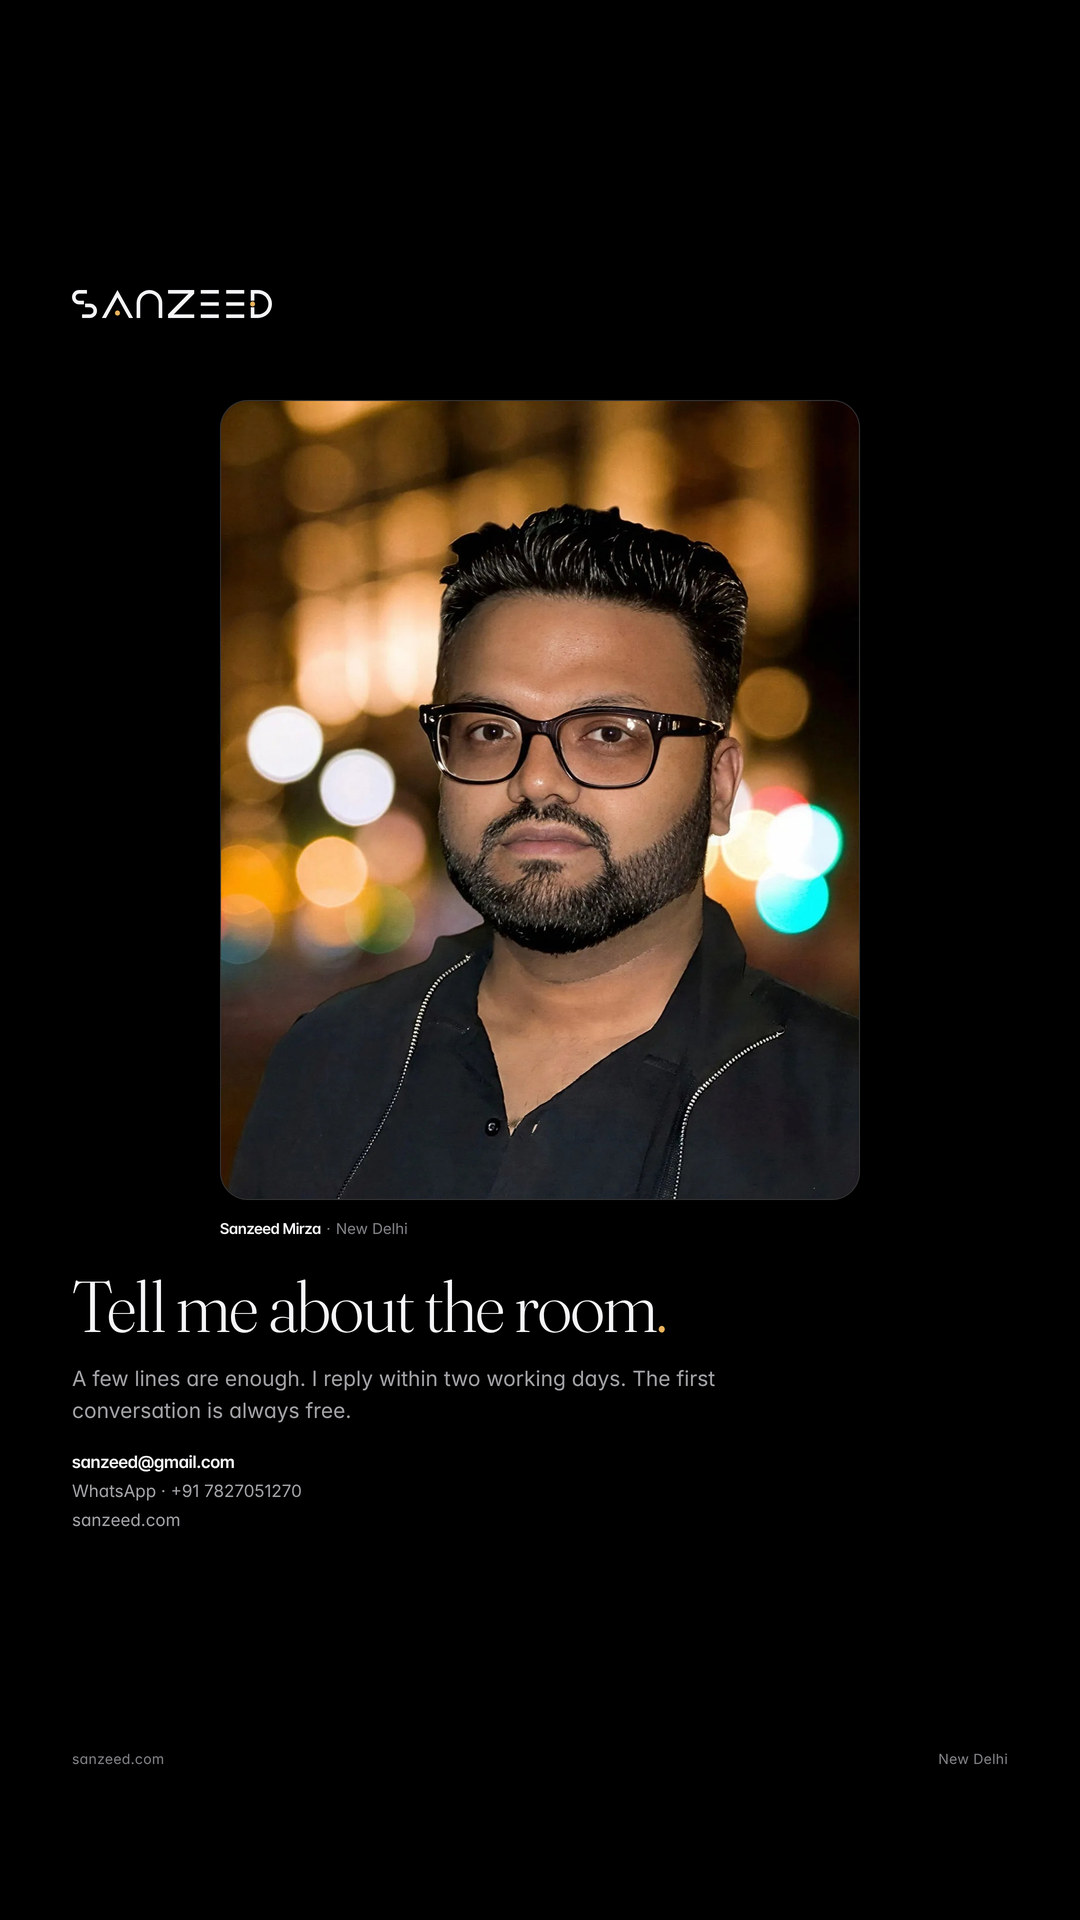 SANZEED
Sanzeed Mirza · New Delhi
Tell me about the room.
A few lines are enough. I reply within two working days. The first
conversation is always free.
sanzeed@gmail.com
WhatsApp · +91 7827051270
sanzeed.com
sanzeed.com
New Delhi